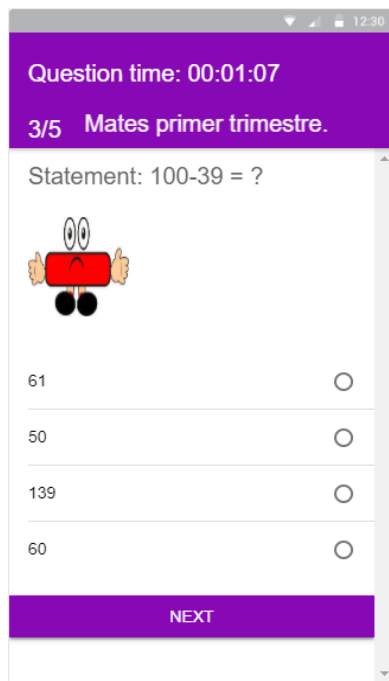 12:30
Question time: 00:01:07
3/5 Mates primer trimestre.
Statement: 100-39 = ?
61
50
139
60
NEXT